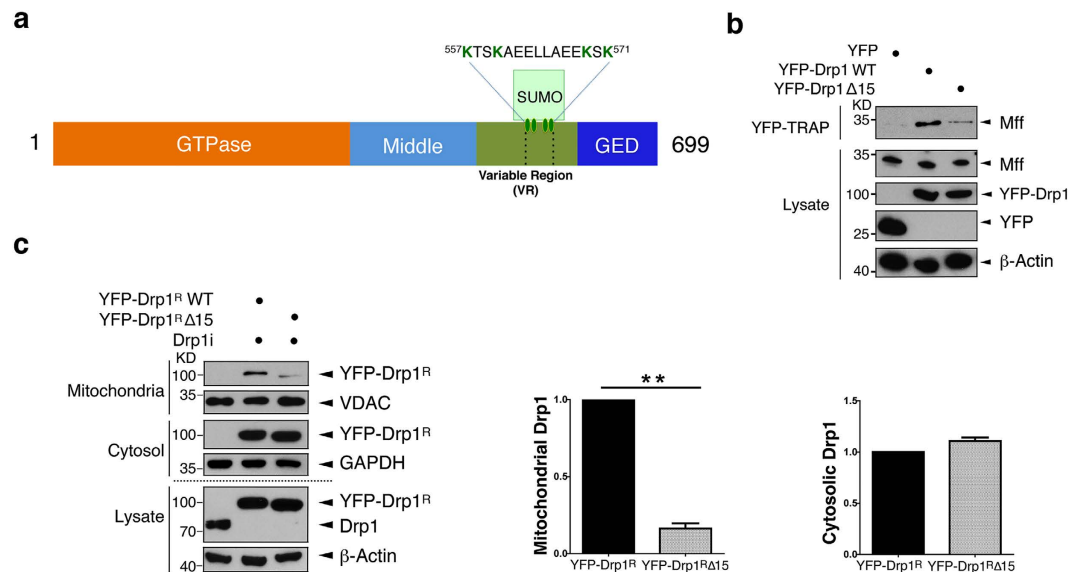 a
557KTSKAEELLAEEKSK571
SUMO
1 GTPase Middle GED 699
Variable Region
(VR)
b
YFP
YFP-Drp1 WT
YFP-Drp1 Δ15
KD
YFP-TRAP 35 Mff
35 Mff
Lysate 100 YFP-Drp1
25 YFP
40 β-Actin
c
YFP-Drp1ᴿ WT
YFP-Drp1ᴿ Δ15
Drp1i
KD
Mitochondria 100 YFP-Drp1ᴿ
35 VDAC
Cytosol 100 YFP-Drp1ᴿ
35 GAPDH
Lysate 100 YFP-Drp1ᴿ
70 Drp1
40 β-Actin
Mitochondrial Drp1
1.0
0.5
0.0
**
YFP-Drp1ᴿ YFP-Drp1ᴿΔ15
Cytosolic Drp1
1.5
1.0
0.5
0.0
YFP-Drp1ᴿ YFP-Drp1ᴿΔ15